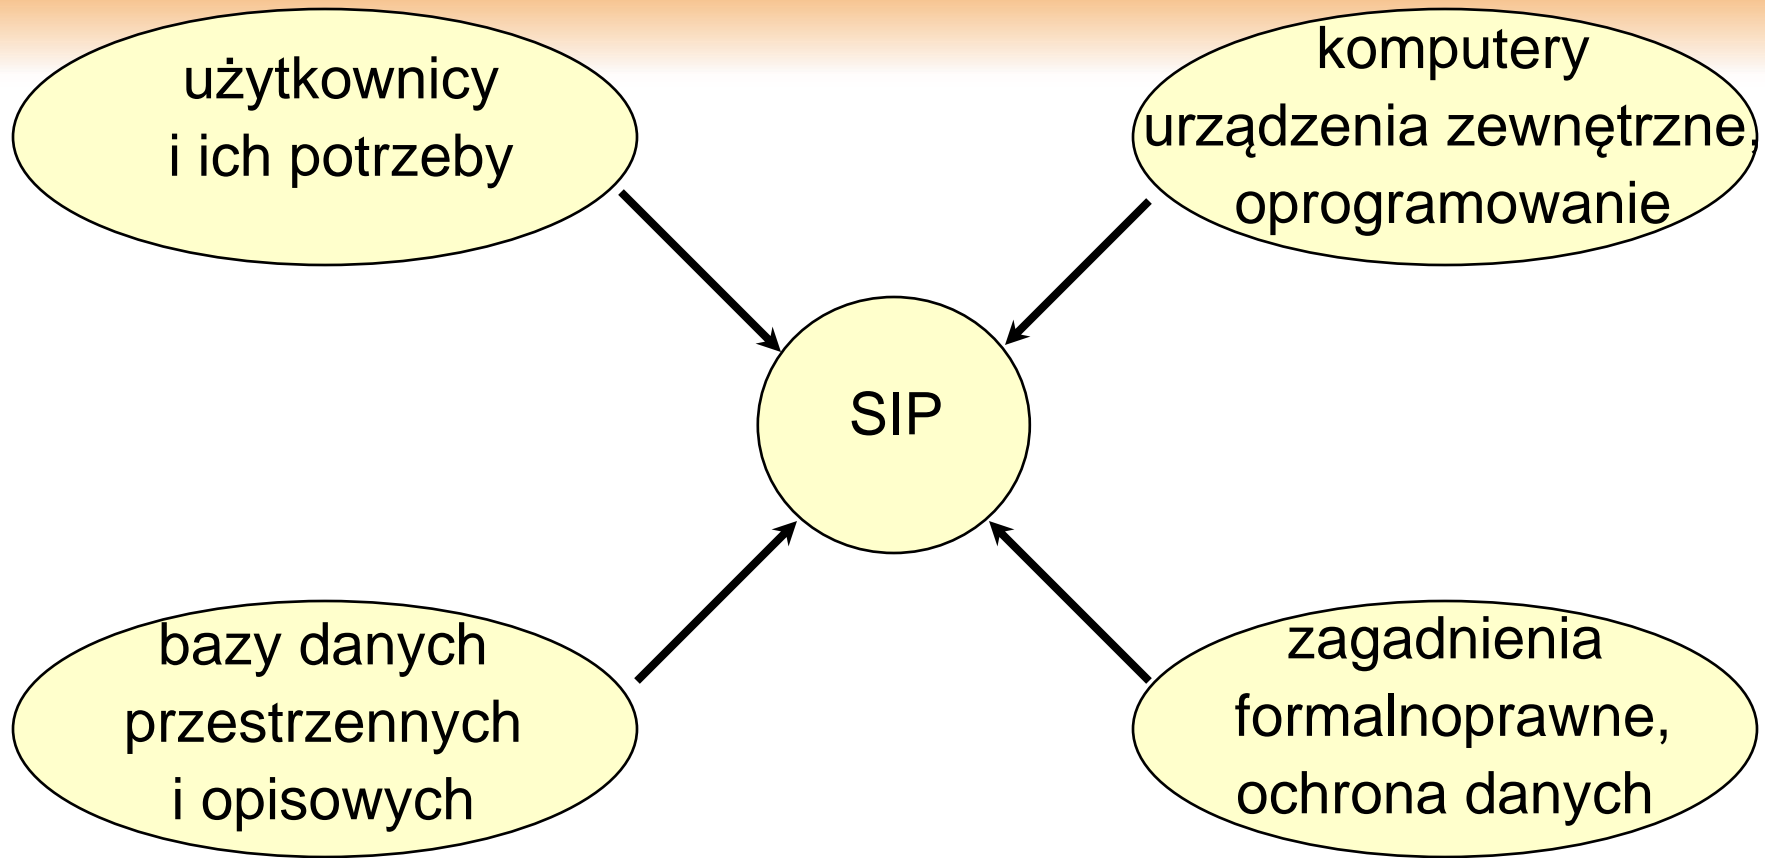 użytkownicy
i ich potrzeby
komputery
urządzenia zewnętrzne,
oprogramowanie
SIP
bazy danych
przestrzennych
i opisowych
zagadnienia
formalnoprawne,
ochrona danych